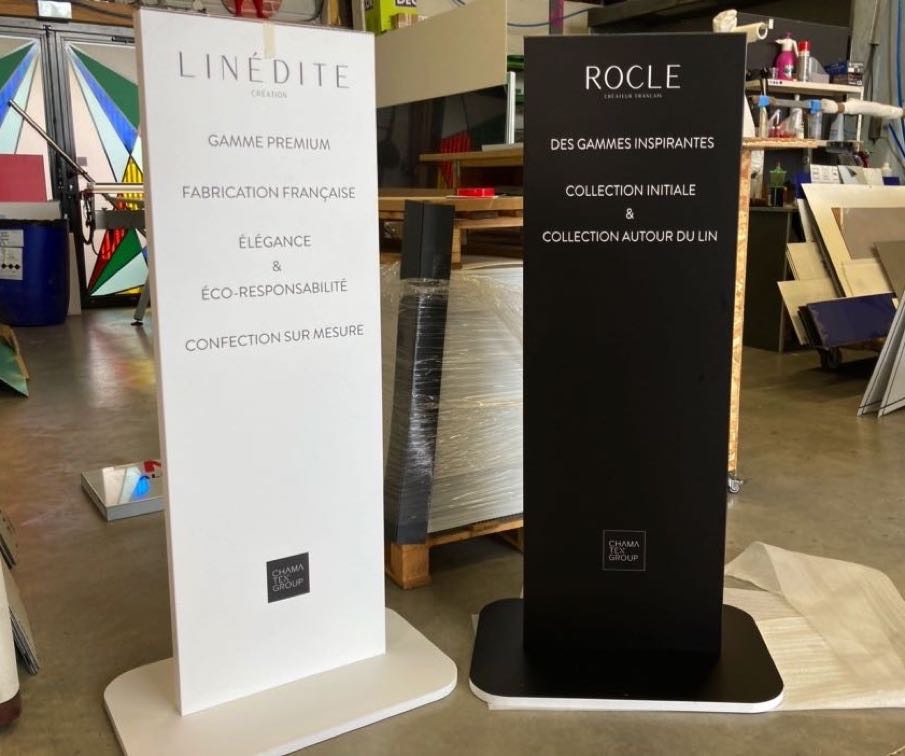 LINÉDITE
CRÉATION
GAMME PREMIUM
FABRICATION FRANÇAISE
ÉLÉGANCE
&
ÉCO-RESPONSABILITÉ
CONFECTION SUR MESURE
CHAMA
TEX
GROUP
ROCLE
CRÉATEUR FRANÇAIS
DES GAMMES INSPIRANTES
COLLECTION INITIALE
&
COLLECTION AUTOUR DU LIN
CHAMA
TEX
GROUP